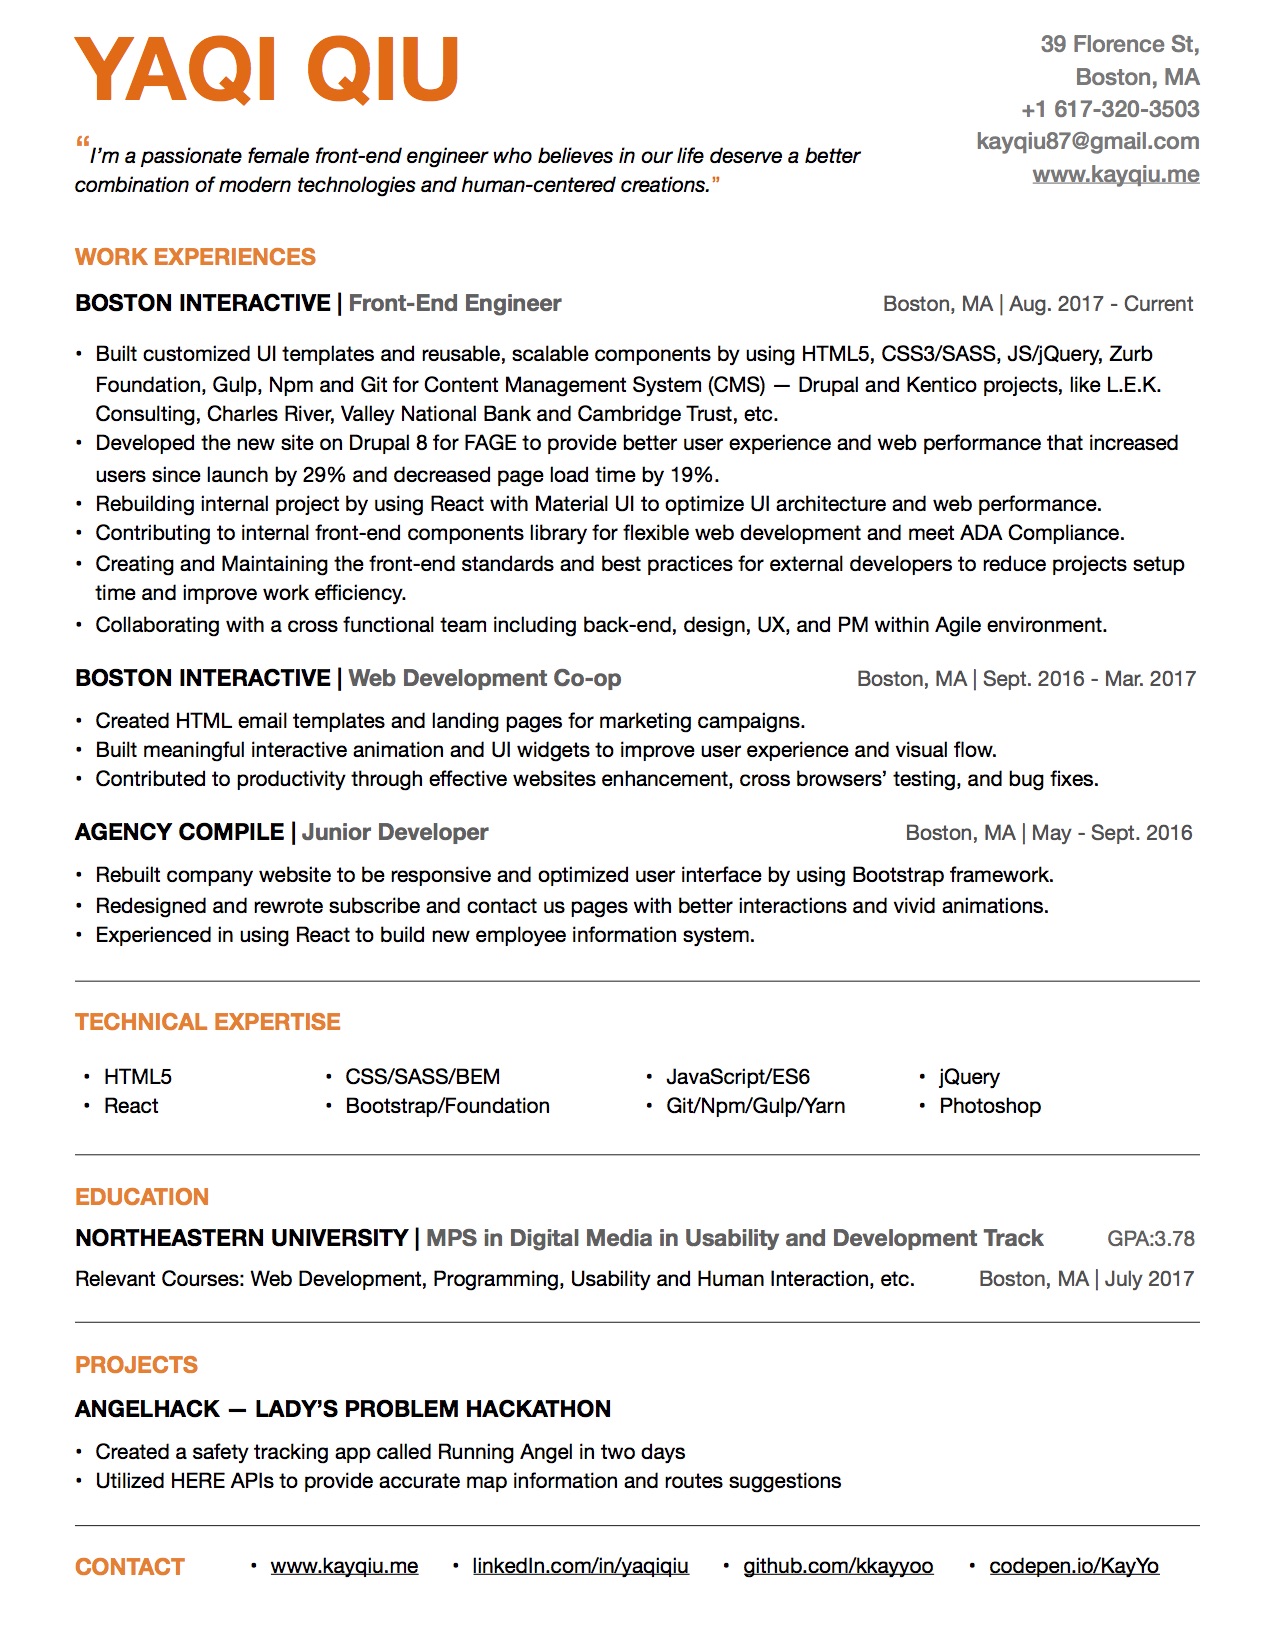 YAQI QIU
39 Florence St,
Boston, MA
+1 617-320-3503
kayqiu87@gmail.com
www.kayqiu.me
“I’m a passionate female front-end engineer who believes in our life deserve a better
combination of modern technologies and human-centered creations.”
WORK EXPERIENCES
BOSTON INTERACTIVE | Front-End Engineer Boston, MA | Aug. 2017 - Current
• Built customized UI templates and reusable, scalable components by using HTML5, CSS3/SASS, JS/jQuery, Zurb
Foundation, Gulp, Npm and Git for Content Management System (CMS) — Drupal and Kentico projects, like L.E.K.
Consulting, Charles River, Valley National Bank and Cambridge Trust, etc.
• Developed the new site on Drupal 8 for FAGE to provide better user experience and web performance that increased
users since launch by 29% and decreased page load time by 19%.
• Rebuilding internal project by using React with Material UI to optimize UI architecture and web performance.
• Contributing to internal front-end components library for flexible web development and meet ADA Compliance.
• Creating and Maintaining the front-end standards and best practices for external developers to reduce projects setup
time and improve work efficiency.
• Collaborating with a cross functional team including back-end, design, UX, and PM within Agile environment.
BOSTON INTERACTIVE | Web Development Co-op Boston, MA | Sept. 2016 - Mar. 2017
• Created HTML email templates and landing pages for marketing campaigns.
• Built meaningful interactive animation and UI widgets to improve user experience and visual flow.
• Contributed to productivity through effective websites enhancement, cross browsers’ testing, and bug fixes.
AGENCY COMPILE | Junior Developer Boston, MA | May - Sept. 2016
• Rebuilt company website to be responsive and optimized user interface by using Bootstrap framework.
• Redesigned and rewrote subscribe and contact us pages with better interactions and vivid animations.
• Experienced in using React to build new employee information system.
TECHNICAL EXPERTISE
• HTML5 • CSS/SASS/BEM • JavaScript/ES6 • jQuery
• React • Bootstrap/Foundation • Git/Npm/Gulp/Yarn • Photoshop
EDUCATION
NORTHEASTERN UNIVERSITY | MPS in Digital Media in Usability and Development Track GPA:3.78
Relevant Courses: Web Development, Programming, Usability and Human Interaction, etc. Boston, MA | July 2017
PROJECTS
ANGELHACK — LADY’S PROBLEM HACKATHON
• Created a safety tracking app called Running Angel in two days
• Utilized HERE APIs to provide accurate map information and routes suggestions
CONTACT • www.kayqiu.me • linkedIn.com/in/yaqiqiu • github.com/kkayyoo • codepen.io/KayYo